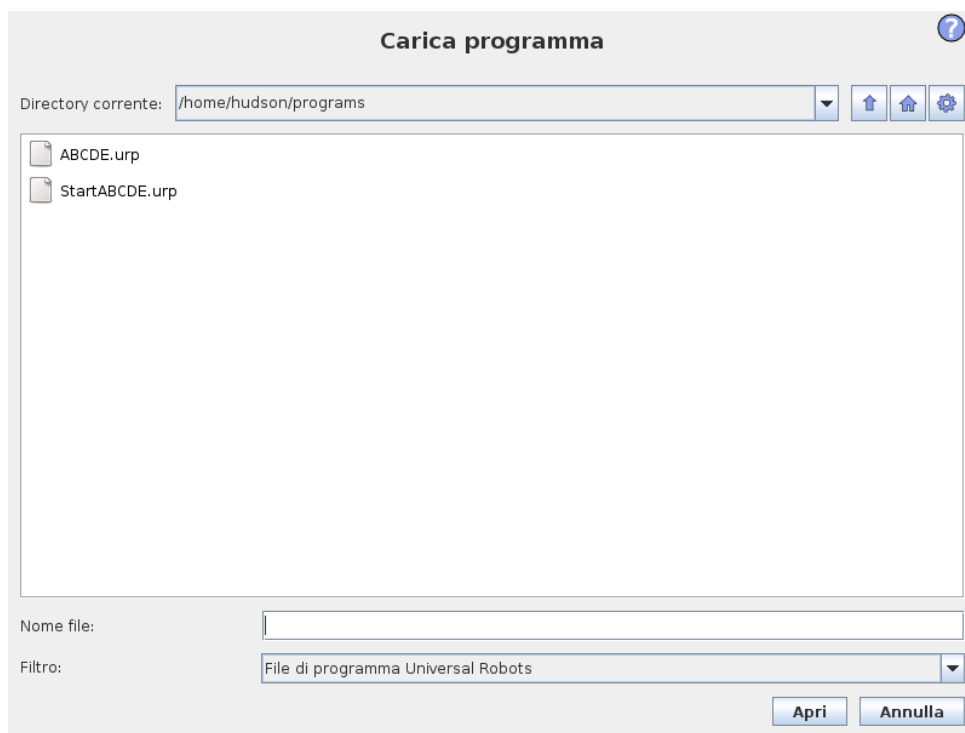 Carica programma
?
Directory corrente: /home/hudson/programs
ABCDE.urp
StartABCDE.urp
Nome file:
Filtro: File di programma Universal Robots
Apri Annulla